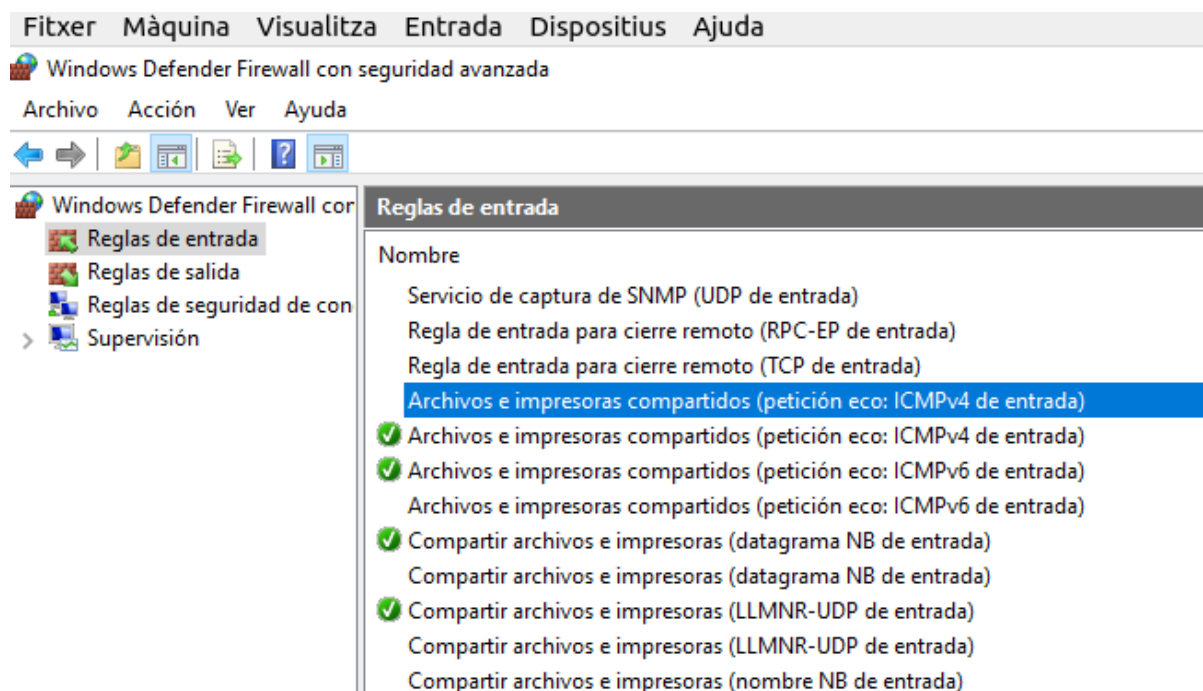 Fitxer Màquina Visualitza Entrada Dispositius Ajuda
Windows Defender Firewall con seguridad avanzada
Archivo Acción Ver Ayuda
Windows Defender Firewall con
Reglas de entrada
Reglas de salida
Reglas de seguridad de con
Supervisión
Reglas de entrada
Nombre
Servicio de captura de SNMP (UDP de entrada)
Regla de entrada para cierre remoto (RPC-EP de entrada)
Regla de entrada para cierre remoto (TCP de entrada)
Archivos e impresoras compartidos (petición eco: ICMPv4 de entrada)
Archivos e impresoras compartidos (petición eco: ICMPv4 de entrada)
Archivos e impresoras compartidos (petición eco: ICMPv6 de entrada)
Archivos e impresoras compartidos (petición eco: ICMPv6 de entrada)
Compartir archivos e impresoras (datagrama NB de entrada)
Compartir archivos e impresoras (datagrama NB de entrada)
Compartir archivos e impresoras (LLMNR-UDP de entrada)
Compartir archivos e impresoras (LLMNR-UDP de entrada)
Compartir archivos e impresoras (nombre NB de entrada)